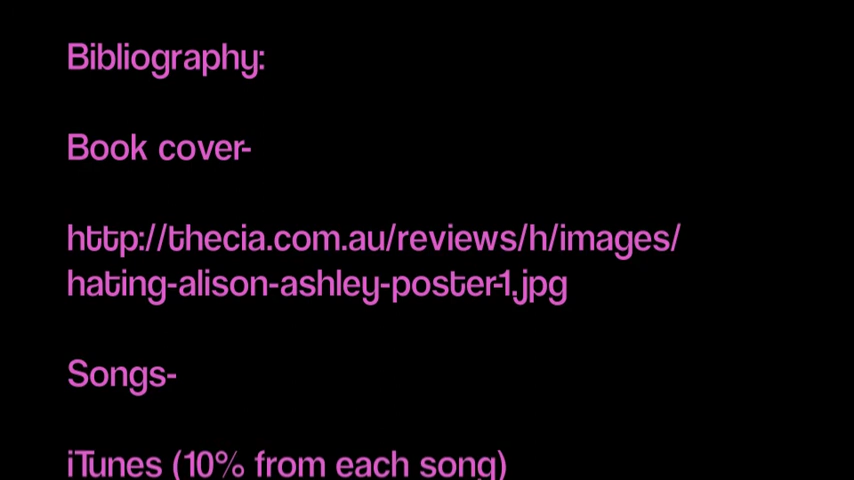 Bibliography:
Book cover-
http://thecia.com.au/reviews/h/images/
hating-alison-ashley-poster-1.jpg
Songs-
iTunes (10% from each song)